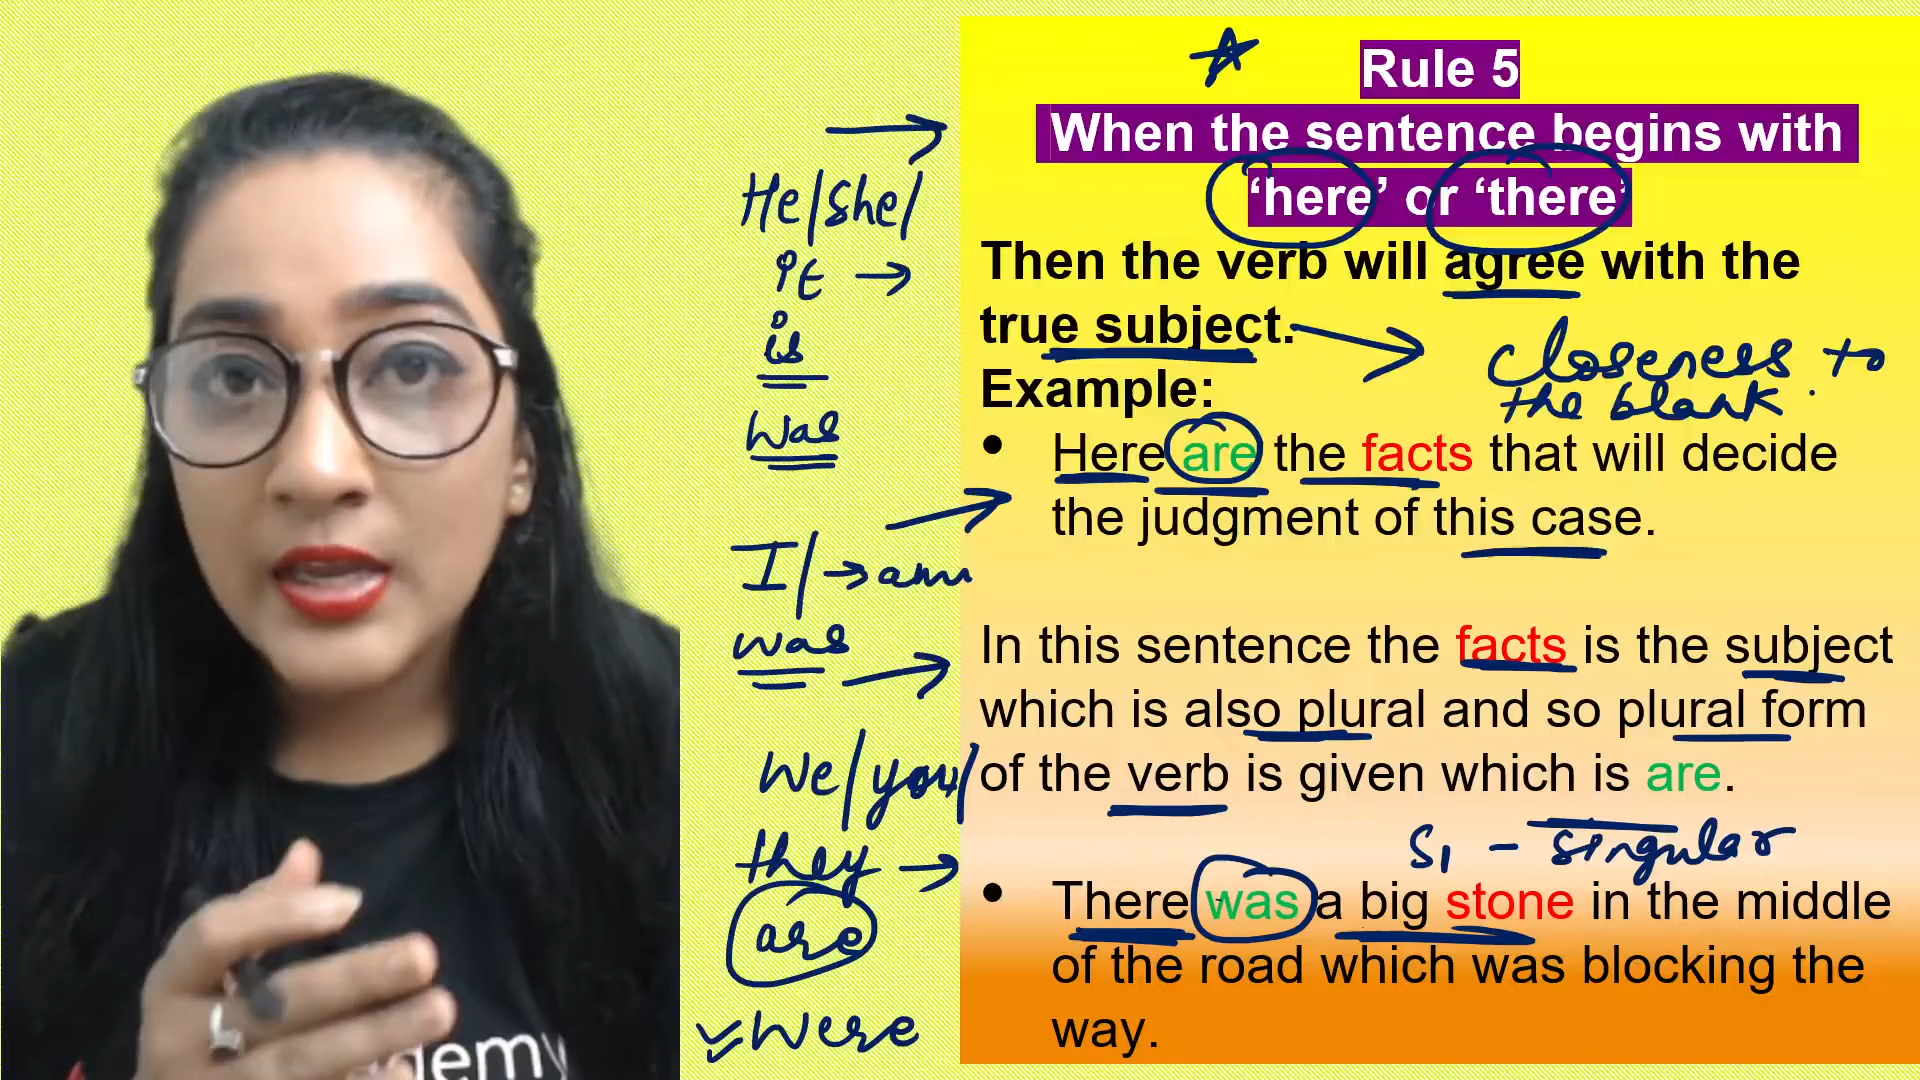 Rule 5
When the sentence begins with
‘here’ or ‘there’
Then the verb will agree with the
true subject.
closeness to
the blank.
Example:
• Here are the facts that will decide
the judgment of this case.
In this sentence the facts is the subject
which is also plural and so plural form
of the verb is given which is are.
S1 - singular
• There was a big stone in the middle
of the road which was blocking the
way.
He/She/
it →
is
was
I/→am
was
We/you/
they →
are
were
demy